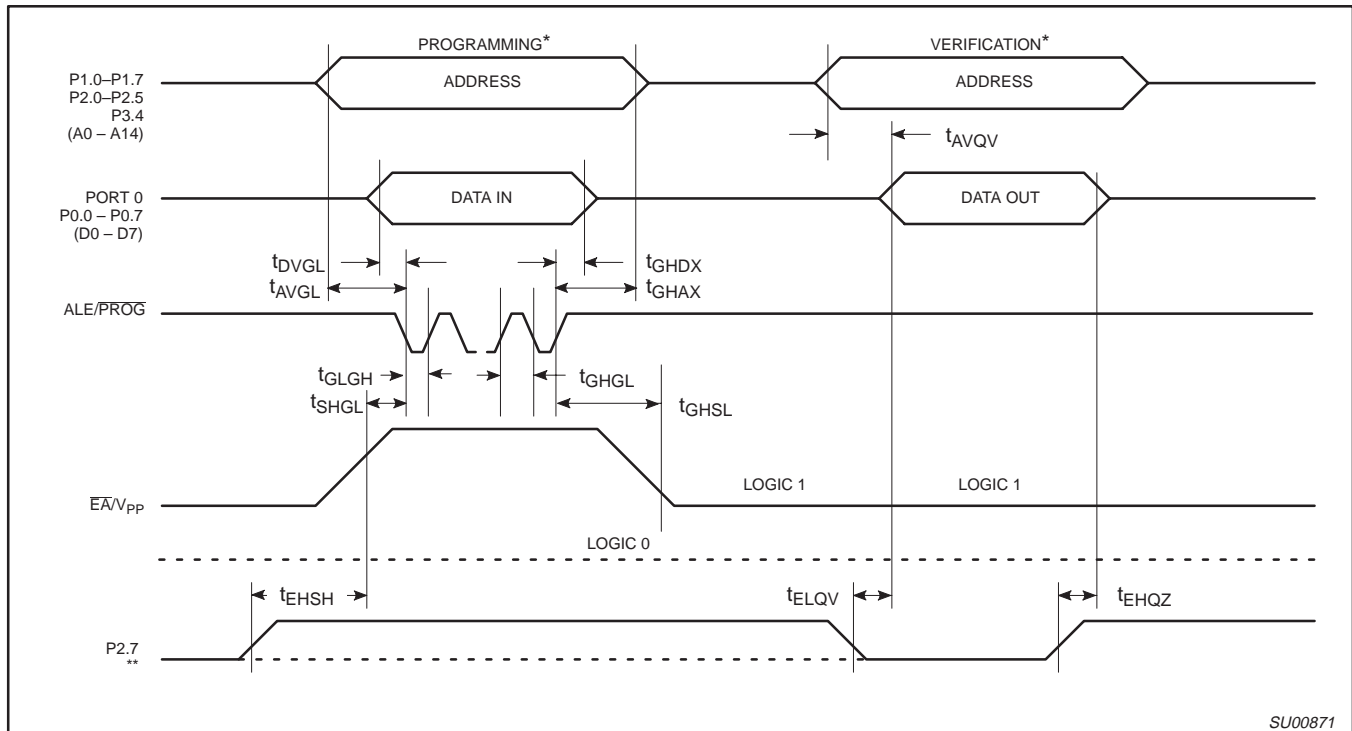 PROGRAMMING*
VERIFICATION*
P1.0–P1.7
P2.0–P2.5
P3.4
(A0 – A14)
ADDRESS
ADDRESS
tAVQV
PORT 0
P0.0 – P0.7
(D0 – D7)
DATA IN
DATA OUT
tDVGL
tGHDX
tAVGL
tGHAX
ALE/PROG
tGLGH
tGHGL
tSHGL
tGHSL
EA/VPP
LOGIC 1
LOGIC 1
LOGIC 0
tEHSH
tELQV
tEHQZ
P2.7
**
SU00871